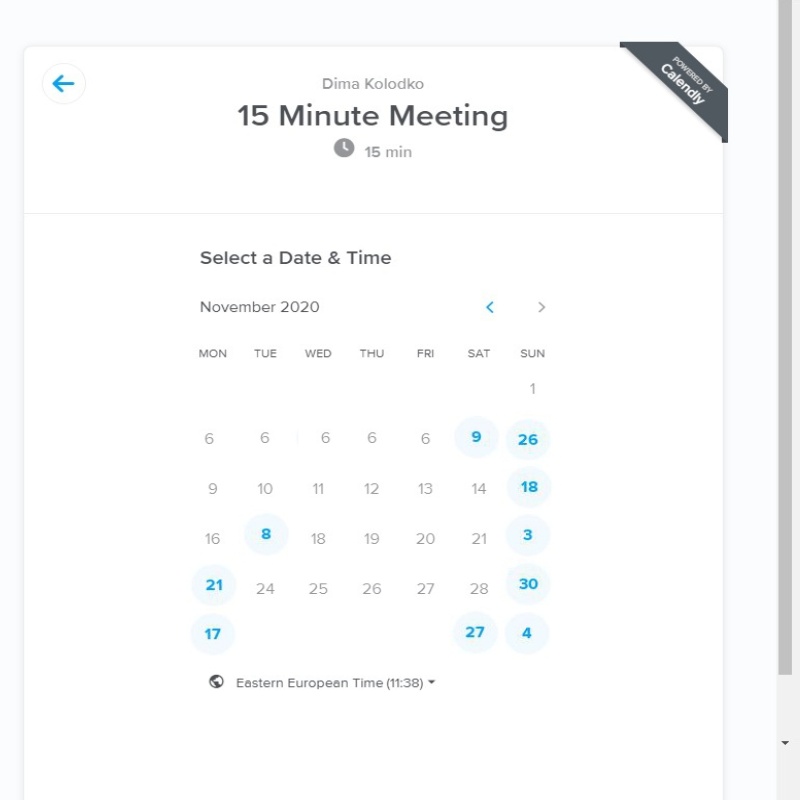 POWERED BY
Calendly
Dima Kolodko
15 Minute Meeting
15 min
Select a Date & Time
November 2020
MON TUE WED THU FRI SAT SUN
1
6 6 6 6 6 9 26
9 10 11 12 13 14 18
16 8 18 19 20 21 3
21 24 25 26 27 28 30
17 27 4
Eastern European Time (11:38)